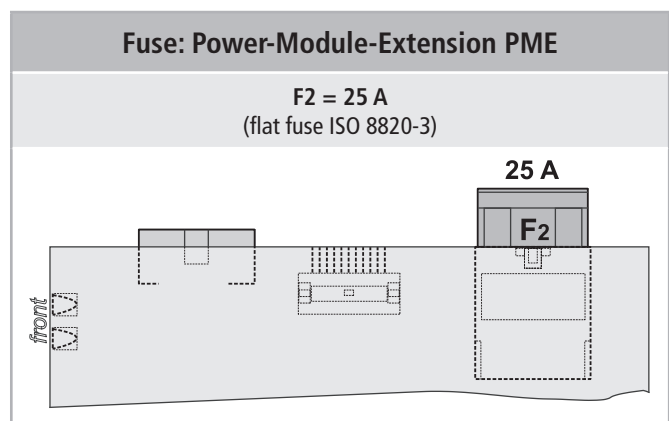 Fuse: Power-Module-Extension PME
F2 = 25 A
(flat fuse ISO 8820-3)
25 A
F2
front